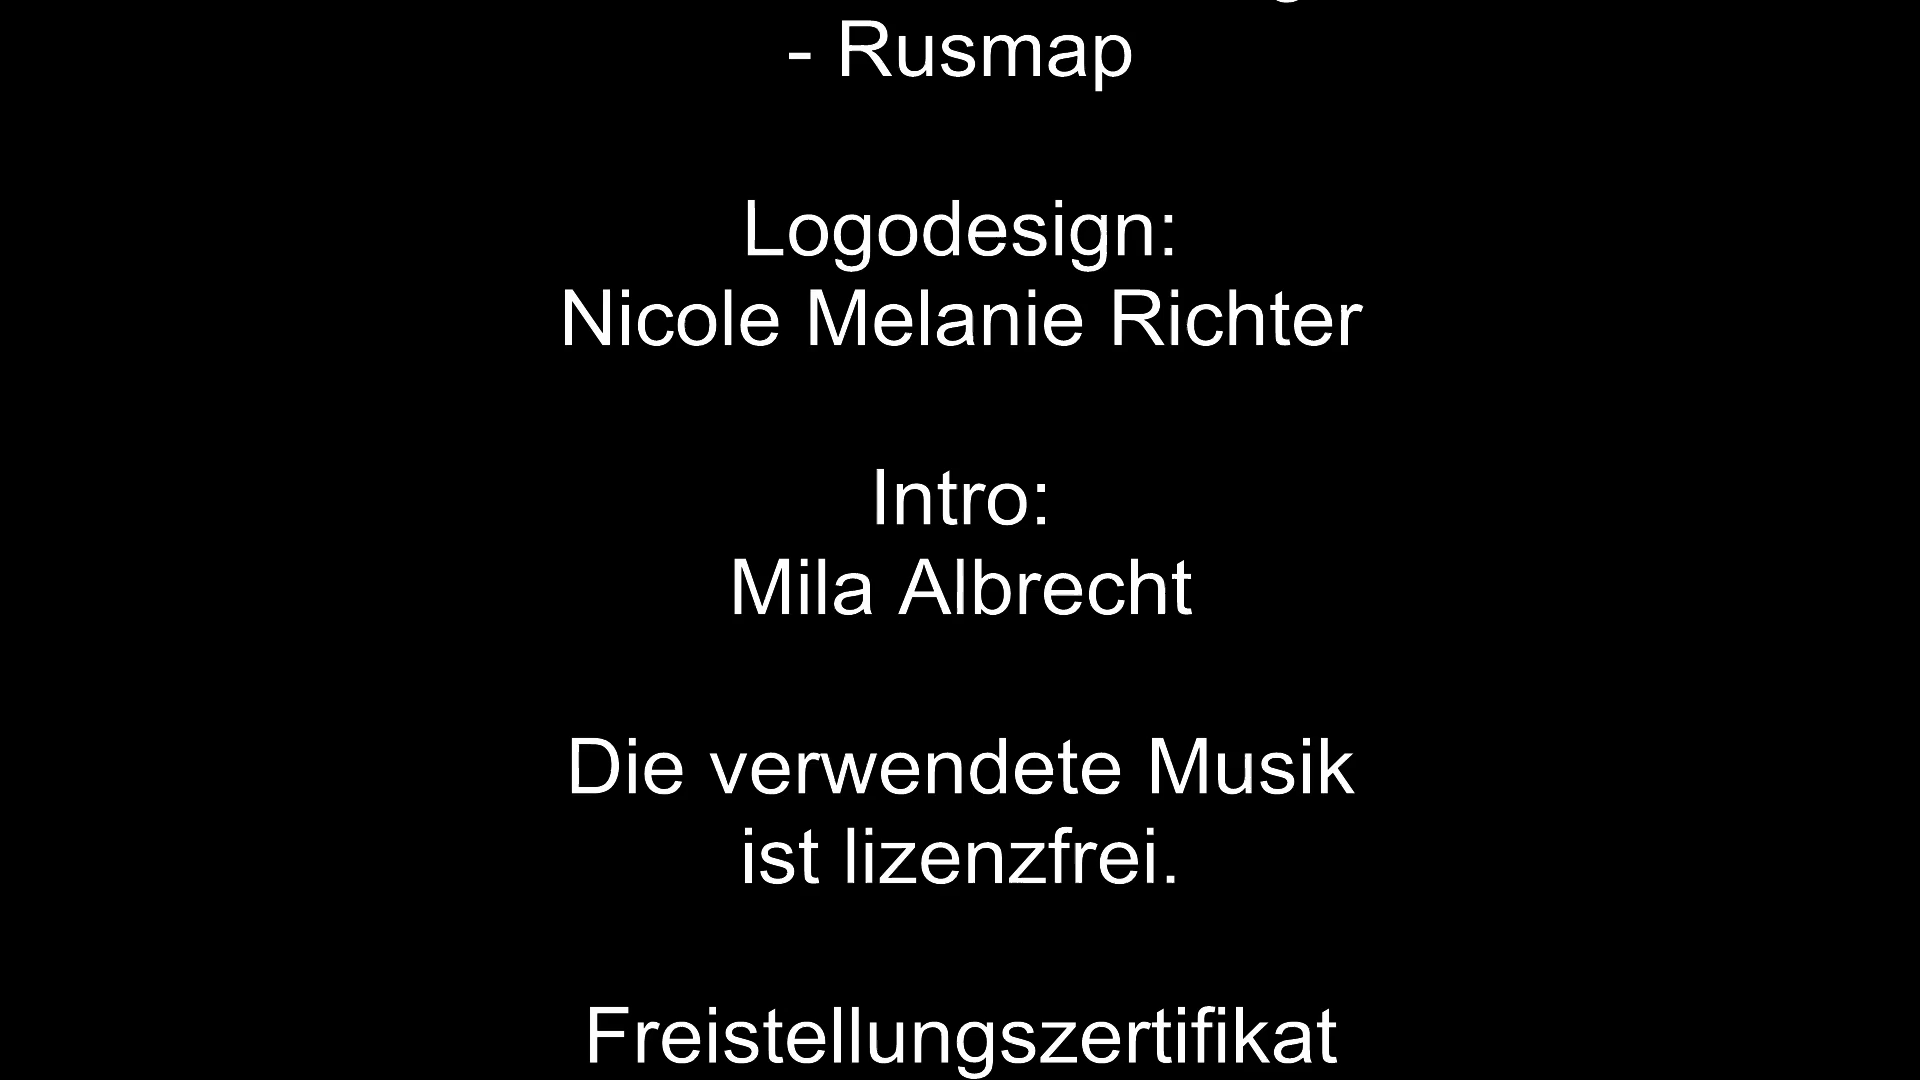 - Rusmap
Logodesign:
Nicole Melanie Richter
Intro:
Mila Albrecht
Die verwendete Musik
ist lizenzfrei.
Freistellungszertifikat